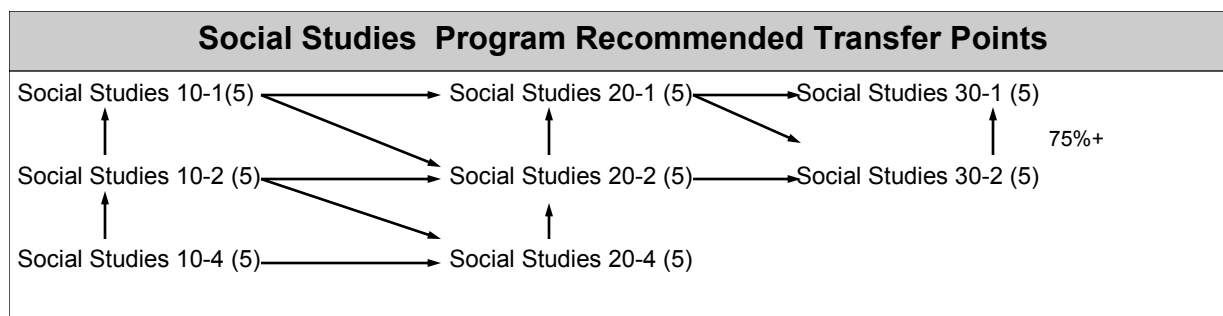 Social Studies  Program Recommended Transfer Points
Social Studies 10-1(5) Social Studies 20-1 (5) Social Studies 30-1 (5)
75%+
Social Studies 10-2 (5) Social Studies 20-2 (5) Social Studies 30-2 (5)
Social Studies 10-4 (5) Social Studies 20-4 (5)